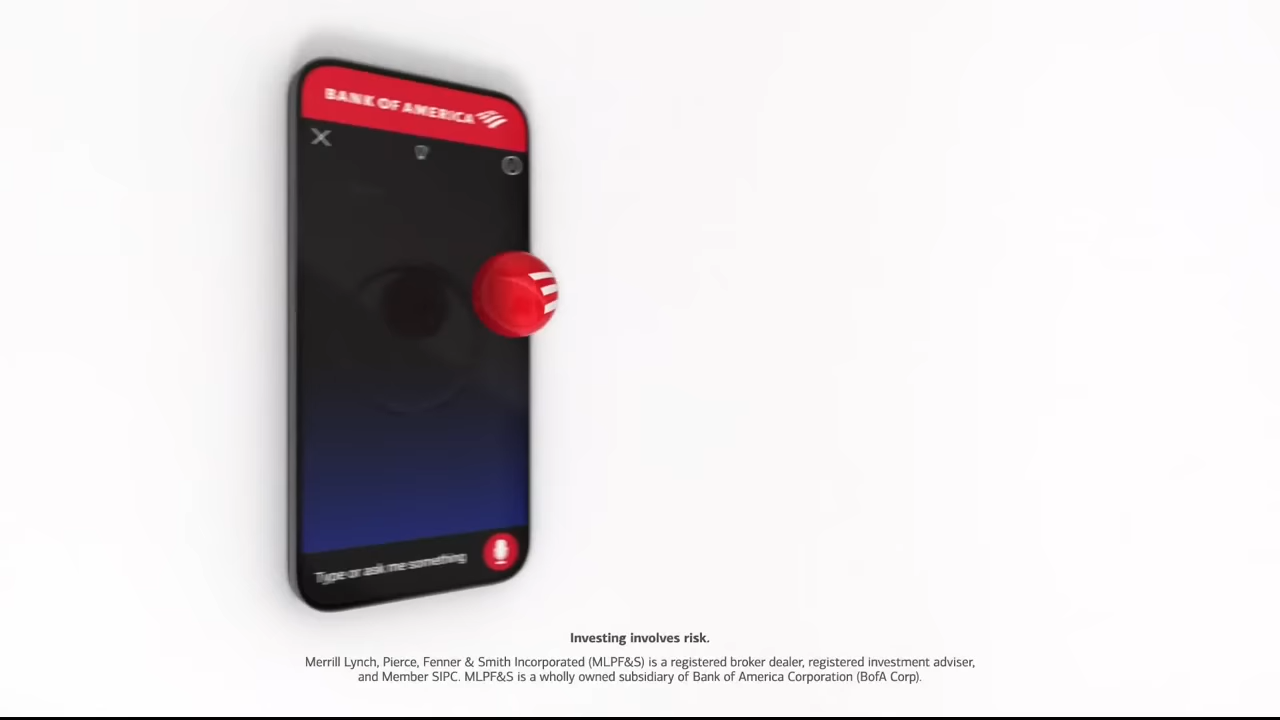 BANK OF AMERICA
Type or ask me something
Investing involves risk.
Merrill Lynch, Pierce, Fenner & Smith Incorporated (MLPF&S) is a registered broker dealer, registered investment adviser,
and Member SIPC. MLPF&S is a wholly owned subsidiary of Bank of America Corporation (BofA Corp).